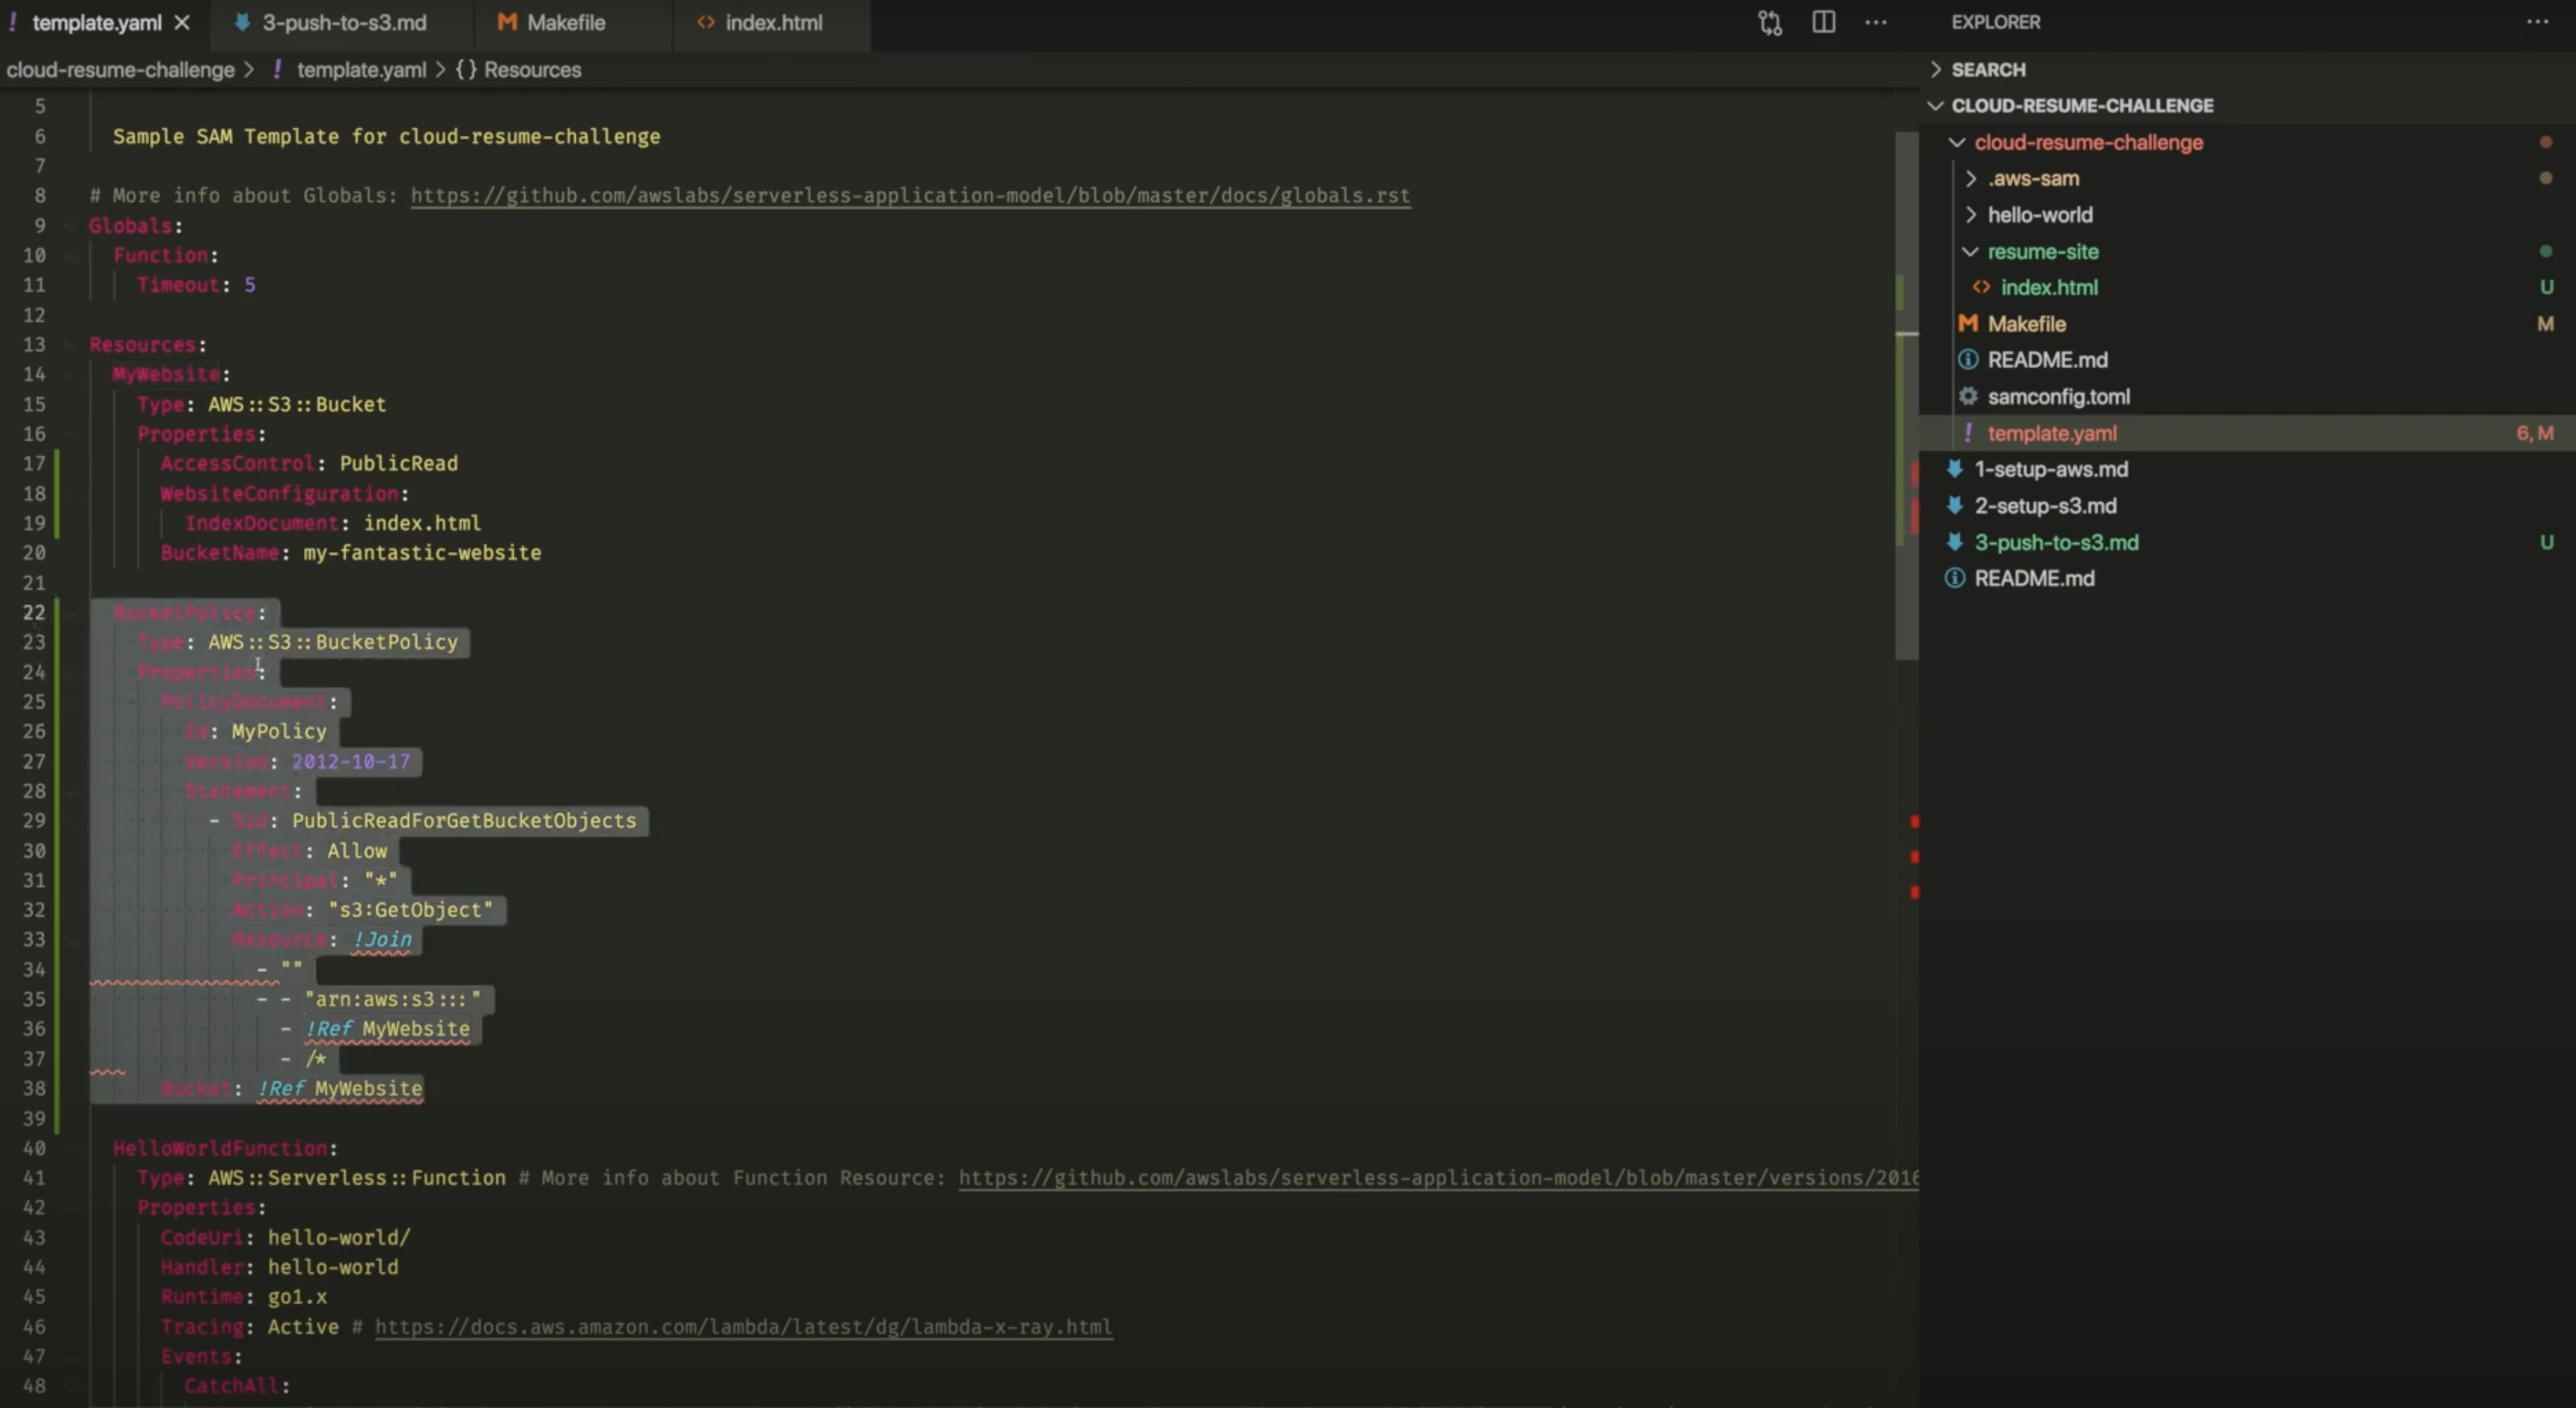 template.yaml
3-push-to-s3.md
Makefile
index.html
EXPLORER
cloud-resume-challenge > ! template.yaml > {} Resources
5
6 Sample SAM Template for cloud-resume-challenge
7
8 # More info about Globals: https://github.com/awslabs/serverless-application-model/blob/master/docs/globals.rst
9 Globals:
10 Function:
11 Timeout: 5
12
13 Resources:
14 MyWebsite:
15 Type: AWS::S3::Bucket
16 Properties:
17 AccessControl: PublicRead
18 WebsiteConfiguration:
19 IndexDocument: index.html
20 BucketName: my-fantastic-website
21
22 BucketPolicy:
23 Type: AWS::S3::BucketPolicy
24 Properties:
25 PolicyDocument:
26 Id: MyPolicy
27 Version: 2012-10-17
28 Statement:
29 - Sid: PublicReadForGetBucketObjects
30 Effect: Allow
31 Principal: "*"
32 Action: "s3:GetObject"
33 Resource: !Join
34 - ""
35 - - "arn:aws:s3:::"
36 - !Ref MyWebsite
37 - /*
38 Bucket: !Ref MyWebsite
39
40 HelloWorldFunction:
41 Type: AWS::Serverless::Function # More info about Function Resource: https://github.com/awslabs/serverless-application-model/blob/master/versions/2016
42 Properties:
43 CodeUri: hello-world/
44 Handler: hello-world
45 Runtime: go1.x
46 Tracing: Active # https://docs.aws.amazon.com/lambda/latest/dg/lambda-x-ray.html
47 Events:
48 CatchAll:
SEARCH
CLOUD-RESUME-CHALLENGE
cloud-resume-challenge
.aws-sam
hello-world
resume-site
index.html U
Makefile M
README.md
samconfig.toml
! template.yaml 6, M
1-setup-aws.md
2-setup-s3.md
3-push-to-s3.md U
README.md